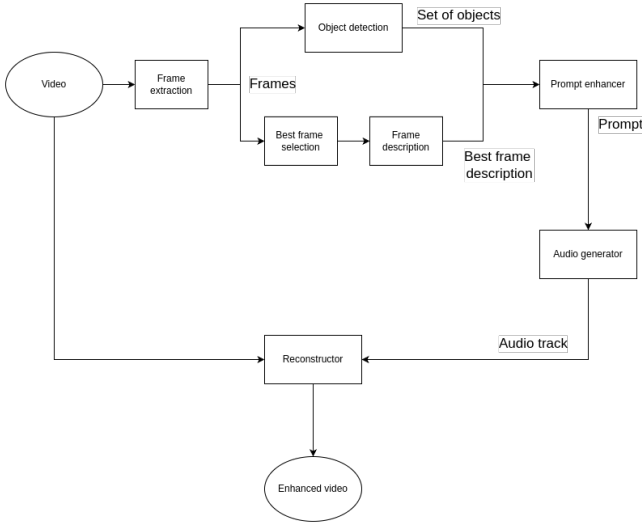 Set of objects
Object detection
Video
Frame
extraction
Frames
Prompt enhancer
Prompt
Best frame
selection
Frame
description
Best frame
description
Audio generator
Audio track
Reconstructor
Enhanced video